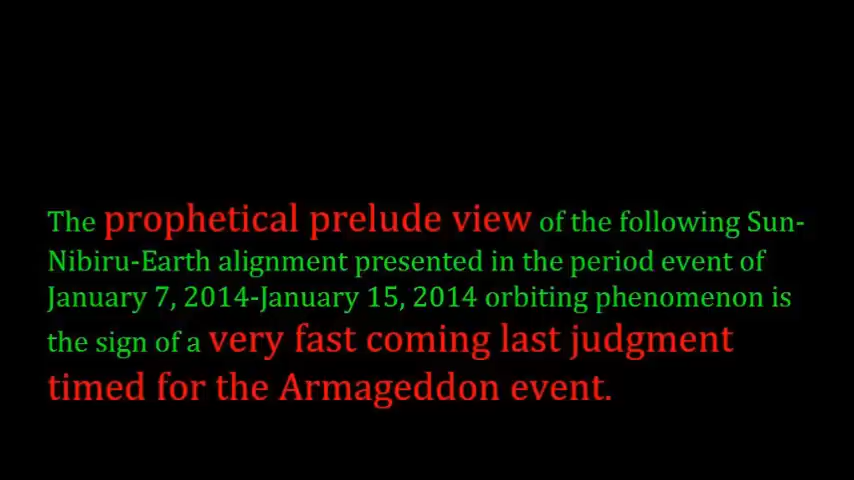 The prophetical prelude view of the following Sun-
Nibiru-Earth alignment presented in the period event of
January 7, 2014-January 15, 2014 orbiting phenomenon is
the sign of a very fast coming last judgment
timed for the Armageddon event.